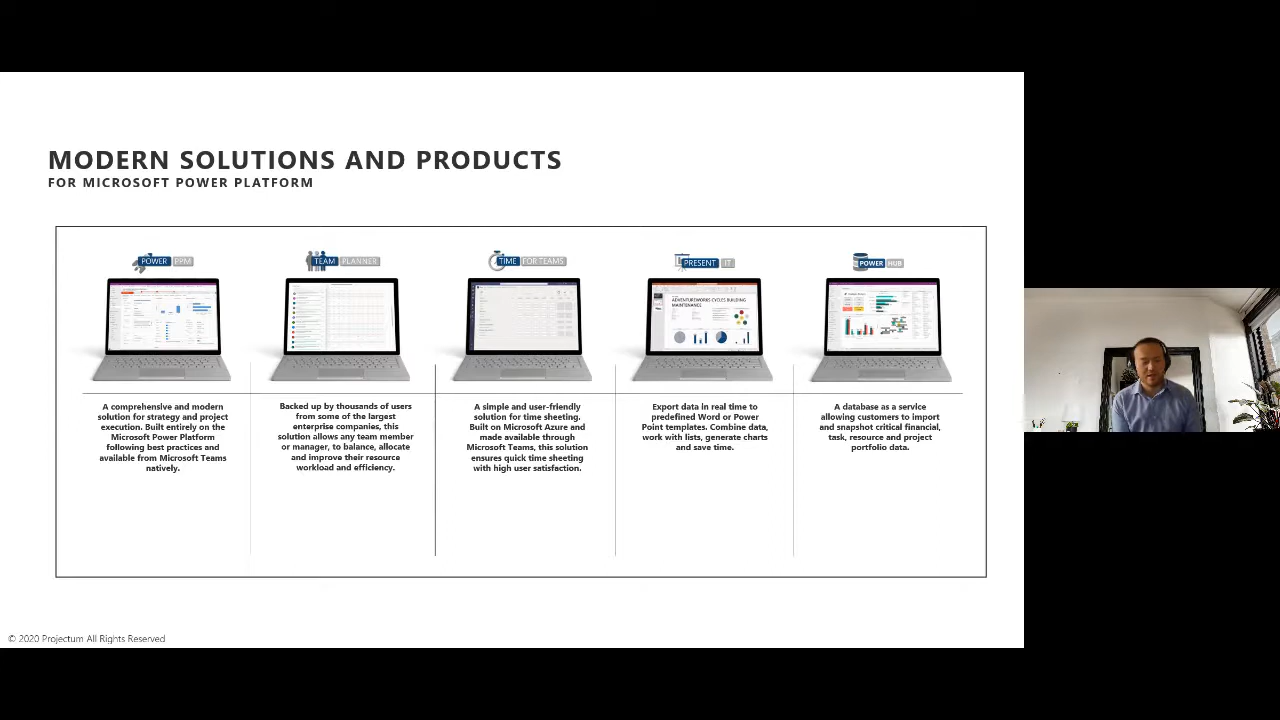 MODERN SOLUTIONS AND PRODUCTS
FOR MICROSOFT POWER PLATFORM
POWER PPM
TEAM PLANNER
TIME FOR TEAMS
PRESENT IT
POWER HUB
ADVENTUREWORKS CYCLES BUILDING
MAINTENANCE
A comprehensive and modern
solution for strategy and project
execution. Built entirely on the
Microsoft Power Platform
following best practices and
available from Microsoft Teams
natively.
Backed up by thousands of users
from some of the largest
enterprise companies, this
solution allows any team member
or manager, to balance, allocate
and improve their resource
workload and efficiency.
A simple and user-friendly
solution for time sheeting.
Built on Microsoft Azure and
made available through
Microsoft Teams, this solution
ensures quick time sheeting
with high user satisfaction.
Export data in real time to
predefined Word or Power
Point templates. Combine data,
work with lists, generate charts
and save time.
A database as a service
allowing customers to import
and snapshot critical financial,
task, resource and project
portfolio data.
© 2020 Projectum All Rights Reserved